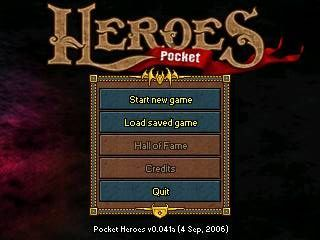 HEROES
Pocket
Start new game
Load saved game
Hall of Fame
Credits
Quit
Pocket Heroes v0.041s (4 Sep, 2006)